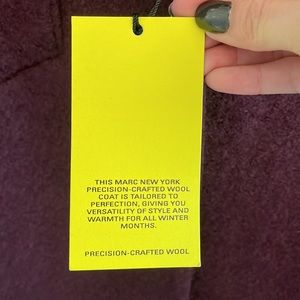 THIS MARC NEW YORK
PRECISION-CRAFTED WOOL
COAT IS TAILORED TO
PERFECTION, GIVING YOU
VERSATILITY OF STYLE AND
WARMTH FOR ALL WINTER
MONTHS.
PRECISION-CRAFTED WOOL